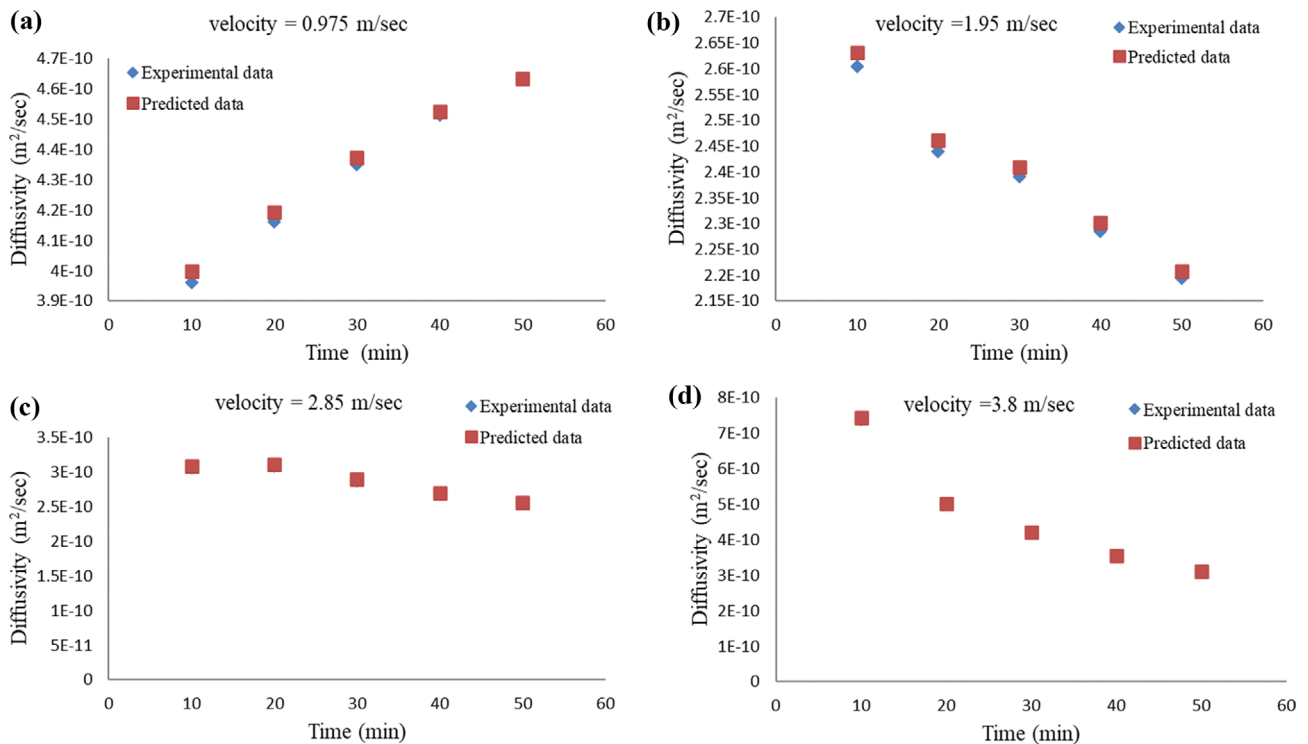 (a)
velocity = 0.975 m/sec
Experimental data
Predicted data
Diffusivity (m²/sec)
4.7E-10
4.6E-10
4.5E-10
4.4E-10
4.3E-10
4.2E-10
4.1E-10
4E-10
3.9E-10
0 10 20 30 40 50 60
Time (min)
(b)
velocity =1.95 m/sec
Experimental data
Predicted data
Diffusivity (m²/sec)
2.7E-10
2.65E-10
2.6E-10
2.55E-10
2.5E-10
2.45E-10
2.4E-10
2.35E-10
2.3E-10
2.25E-10
2.2E-10
2.15E-10
0 10 20 30 40 50 60
Time (min)
(c)
velocity = 2.85 m/sec
Experimental data
Predicted data
Diffusivity (m²/sec)
3.5E-10
3E-10
2.5E-10
2E-10
1.5E-10
1E-10
5E-11
0
0 10 20 30 40 50 60
Time (min)
(d)
velocity =3.8 m/sec
Experimental data
Predicted data
Diffusivity (m²/sec)
8E-10
7E-10
6E-10
5E-10
4E-10
3E-10
2E-10
1E-10
0
0 10 20 30 40 50 60
Time (min)